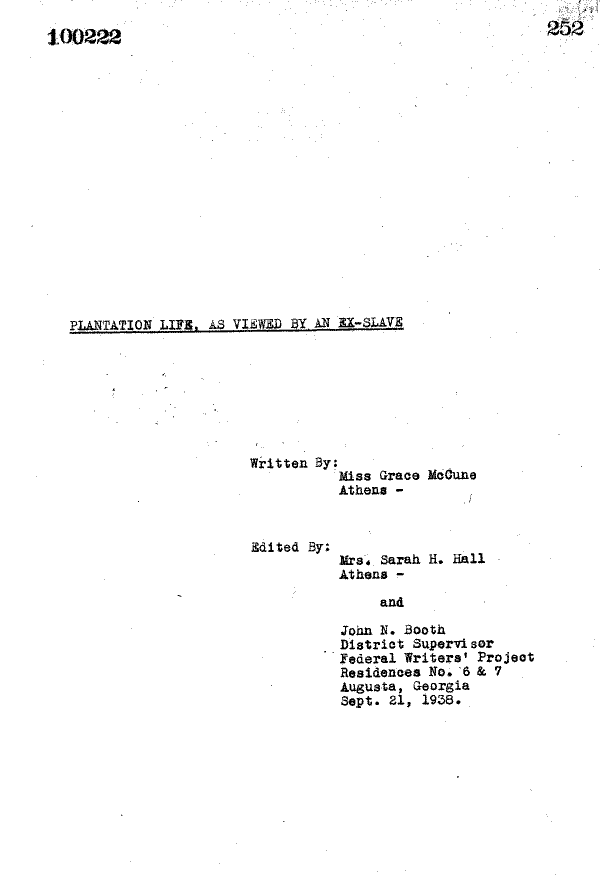 100222
252
PLANTATION LIFE, AS VIEWED BY AN EX-SLAVE
Written By:
Miss Grace McCune
Athens -
Edited By:
Mrs. Sarah H. Hall
Athens -
and
John N. Booth
District Supervisor
Federal Writers' Project
Residences No. 6 & 7
Augusta, Georgia
Sept. 21, 1938.